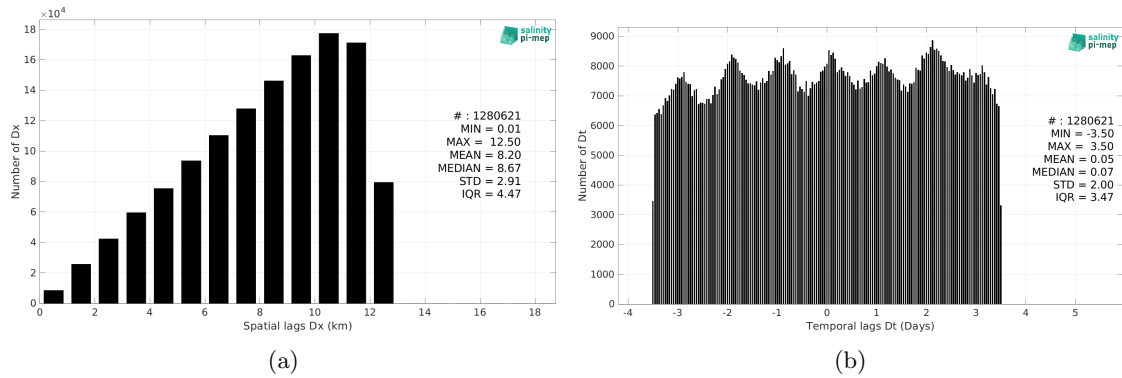 ×10⁴
18
16
14
12
10
8
6
4
2
0
Number of Dx
0 2 4 6 8 10 12 14 16 18
Spatial lags Dx (km)
salinity
pi-mep
# : 1280621
MIN = 0.01
MAX = 12.50
MEAN = 8.20
MEDIAN = 8.67
STD = 2.91
IQR = 4.47
(a)
9000
8000
7000
6000
5000
4000
3000
2000
1000
0
Number of Dt
-4 -3 -2 -1 0 1 2 3 4 5
Temporal lags Dt (Days)
salinity
pi-mep
# : 1280621
MIN = -3.50
MAX = 3.50
MEAN = 0.05
MEDIAN = 0.07
STD = 2.00
IQR = 3.47
(b)